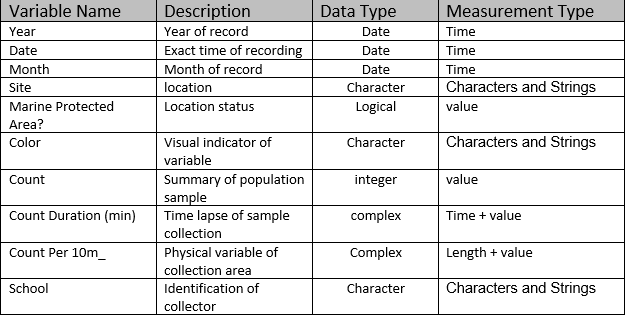 Variable Name Description Data Type Measurement Type
Year Year of record Date Time
Date Exact time of recording Date Time
Month Month of record Date Time
Site location Character Characters and Strings
Marine Protected Location status Logical value
Area?
Color Visual indicator of Character Characters and Strings
variable
Count Summary of population integer value
sample
Count Duration (min) Time lapse of sample complex Time + value
collection
Count Per 10m_ Physical variable of Complex Length + value
collection area
School Identification of Character Characters and Strings
collector